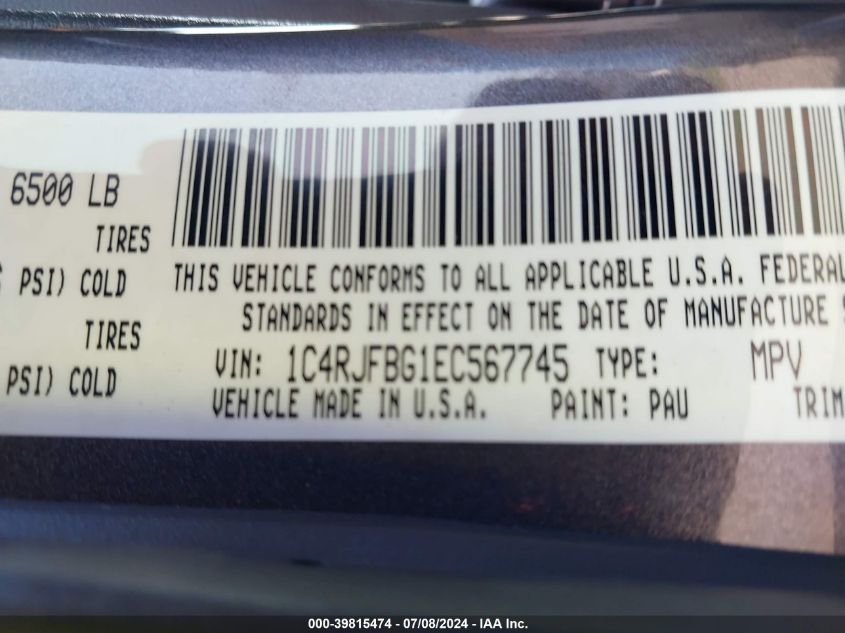 6500 LB
TIRES
PSI) COLD
TIRES
PSI) COLD
THIS VEHICLE CONFORMS TO ALL APPLICABLE U.S.A. FEDERAL
STANDARDS IN EFFECT ON THE DATE OF MANUFACTURE
VIN: 1C4RJFBG1EC567745 TYPE: MPV
VEHICLE MADE IN U.S.A. PAINT: PAU TRIM
000-39815474 - 07/08/2024 - IAA Inc.